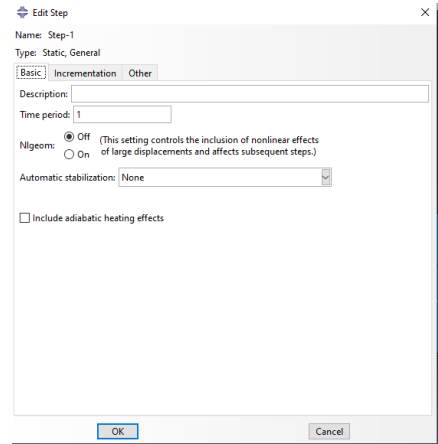 Edit Step
Name: Step-1
Type: Static, General
Basic Incrementation Other
Description:
Time period: 1
Nlgeom: Off
On
(This setting controls the inclusion of nonlinear effects
of large displacements and affects subsequent steps.)
Automatic stabilization: None
Include adiabatic heating effects
OK Cancel